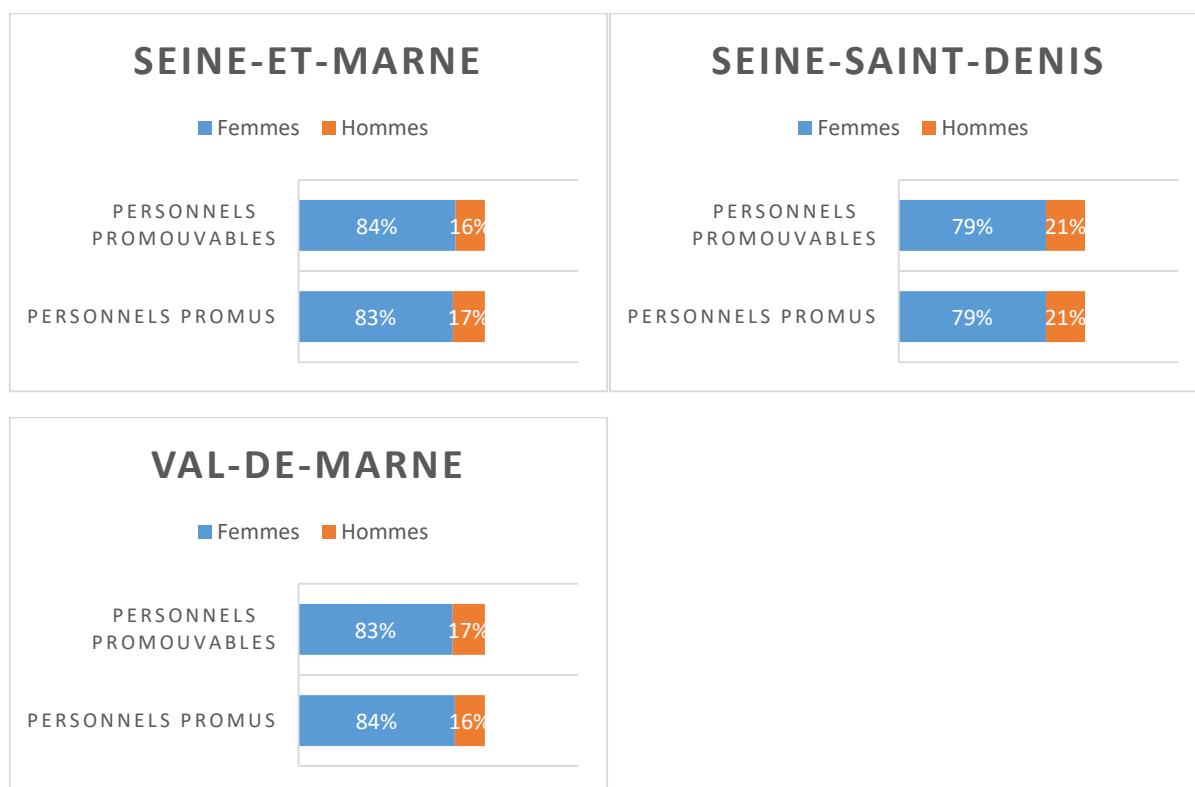 SEINE-ET-MARNE
Femmes Hommes
PERSONNELS
PROMOUVABLES
84% 16%
PERSONNELS PROMUS
83% 17%
SEINE-SAINT-DENIS
Femmes Hommes
PERSONNELS
PROMOUVABLES
79% 21%
PERSONNELS PROMUS
79% 21%
VAL-DE-MARNE
Femmes Hommes
PERSONNELS
PROMOUVABLES
83% 17%
PERSONNELS PROMUS
84% 16%